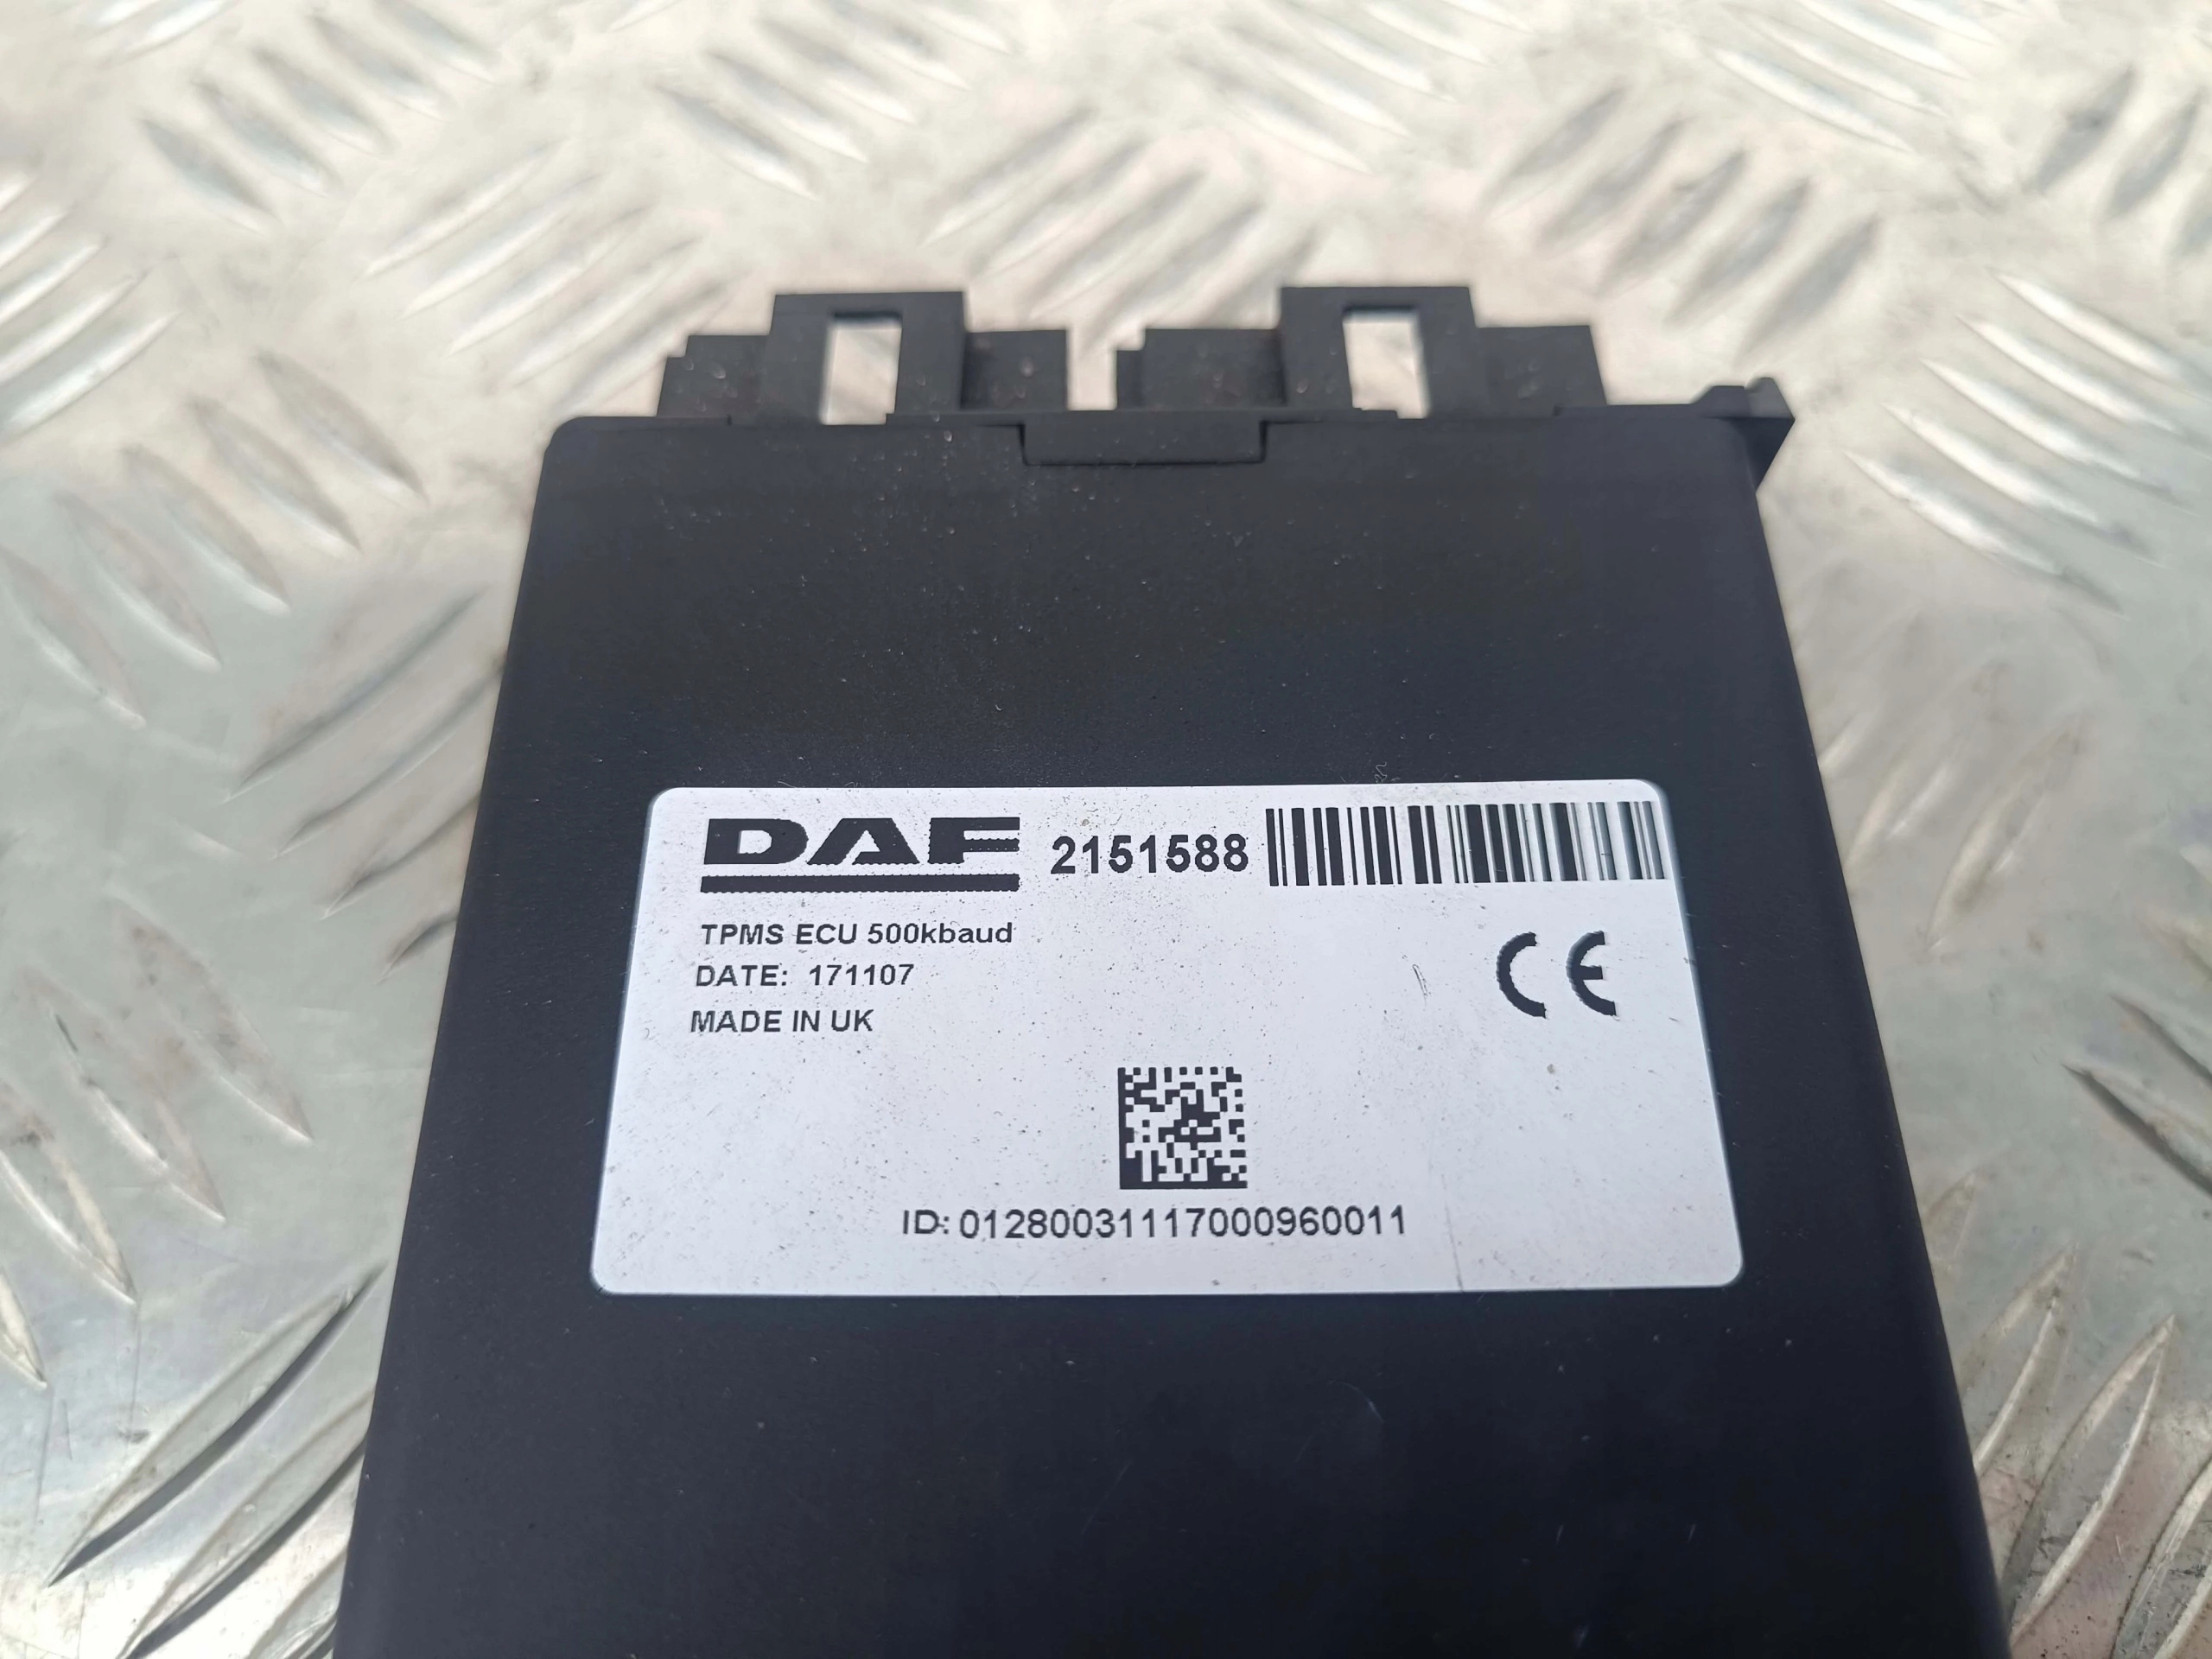 DAF 2151588
TPMS ECU 500kbaud
DATE: 171107
MADE IN UK
CE
ID: 01280031117000960011